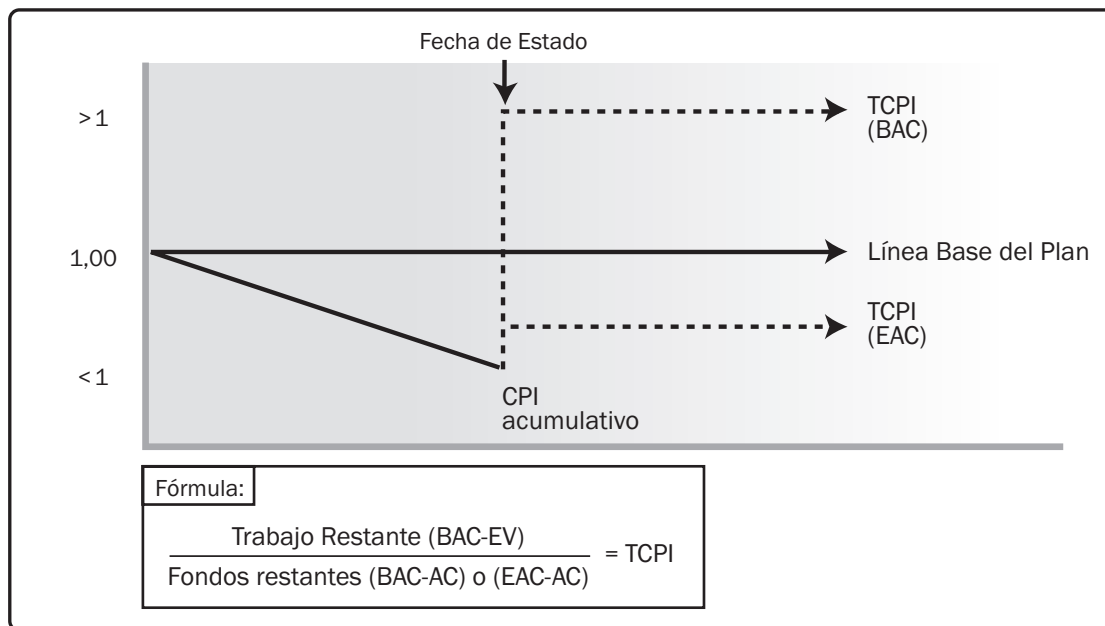 Fecha de Estado
> 1
TCPI
(BAC)
1,00
Línea Base del Plan
TCPI
(EAC)
< 1
CPI
acumulativo
Fórmula:
Trabajo Restante (BAC-EV)
Fondos restantes (BAC-AC) o (EAC-AC)
= TCPI